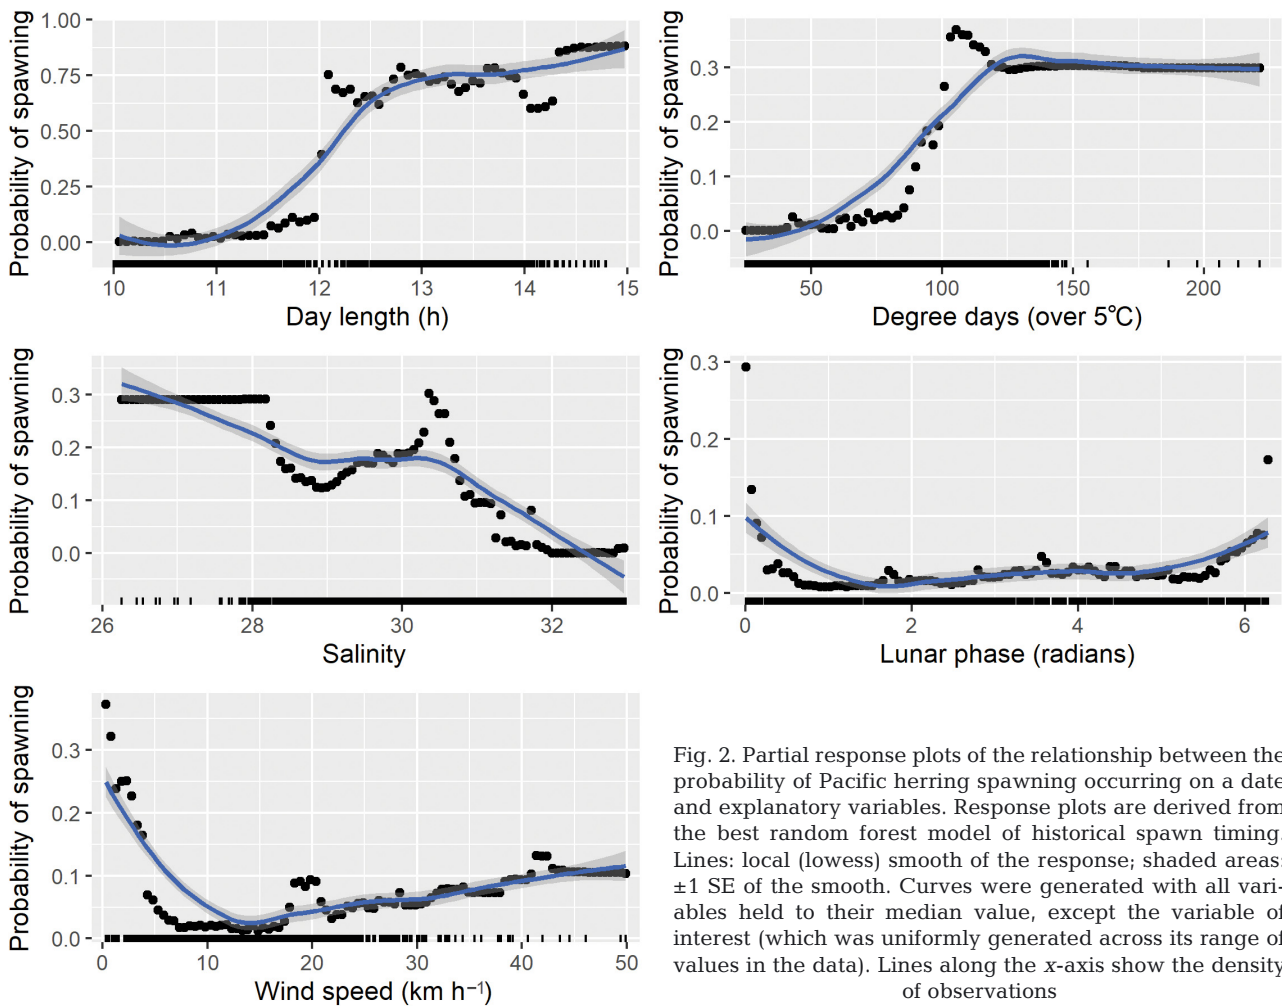 Probability of spawning
1.00
0.75
0.50
0.25
0.00
10 11 12 13 14 15
Day length (h)
Probability of spawning
0.3
0.2
0.1
0.0
50 100 150 200
Degree days (over 5°C)
Probability of spawning
0.3
0.2
0.1
0.0
26 28 30 32
Salinity
Probability of spawning
0.3
0.2
0.1
0.0
0 2 4 6
Lunar phase (radians)
Probability of spawning
0.3
0.2
0.1
0.0
0 10 20 30 40 50
Wind speed (km h⁻¹)
Fig. 2. Partial response plots of the relationship between the
probability of Pacific herring spawning occurring on a date
and explanatory variables. Response plots are derived from
the best random forest model of historical spawn timing.
Lines: local (lowess) smooth of the response; shaded areas:
±1 SE of the smooth. Curves were generated with all vari-
ables held to their median value, except the variable of
interest (which was uniformly generated across its range of
values in the data). Lines along the x-axis show the density
of observations